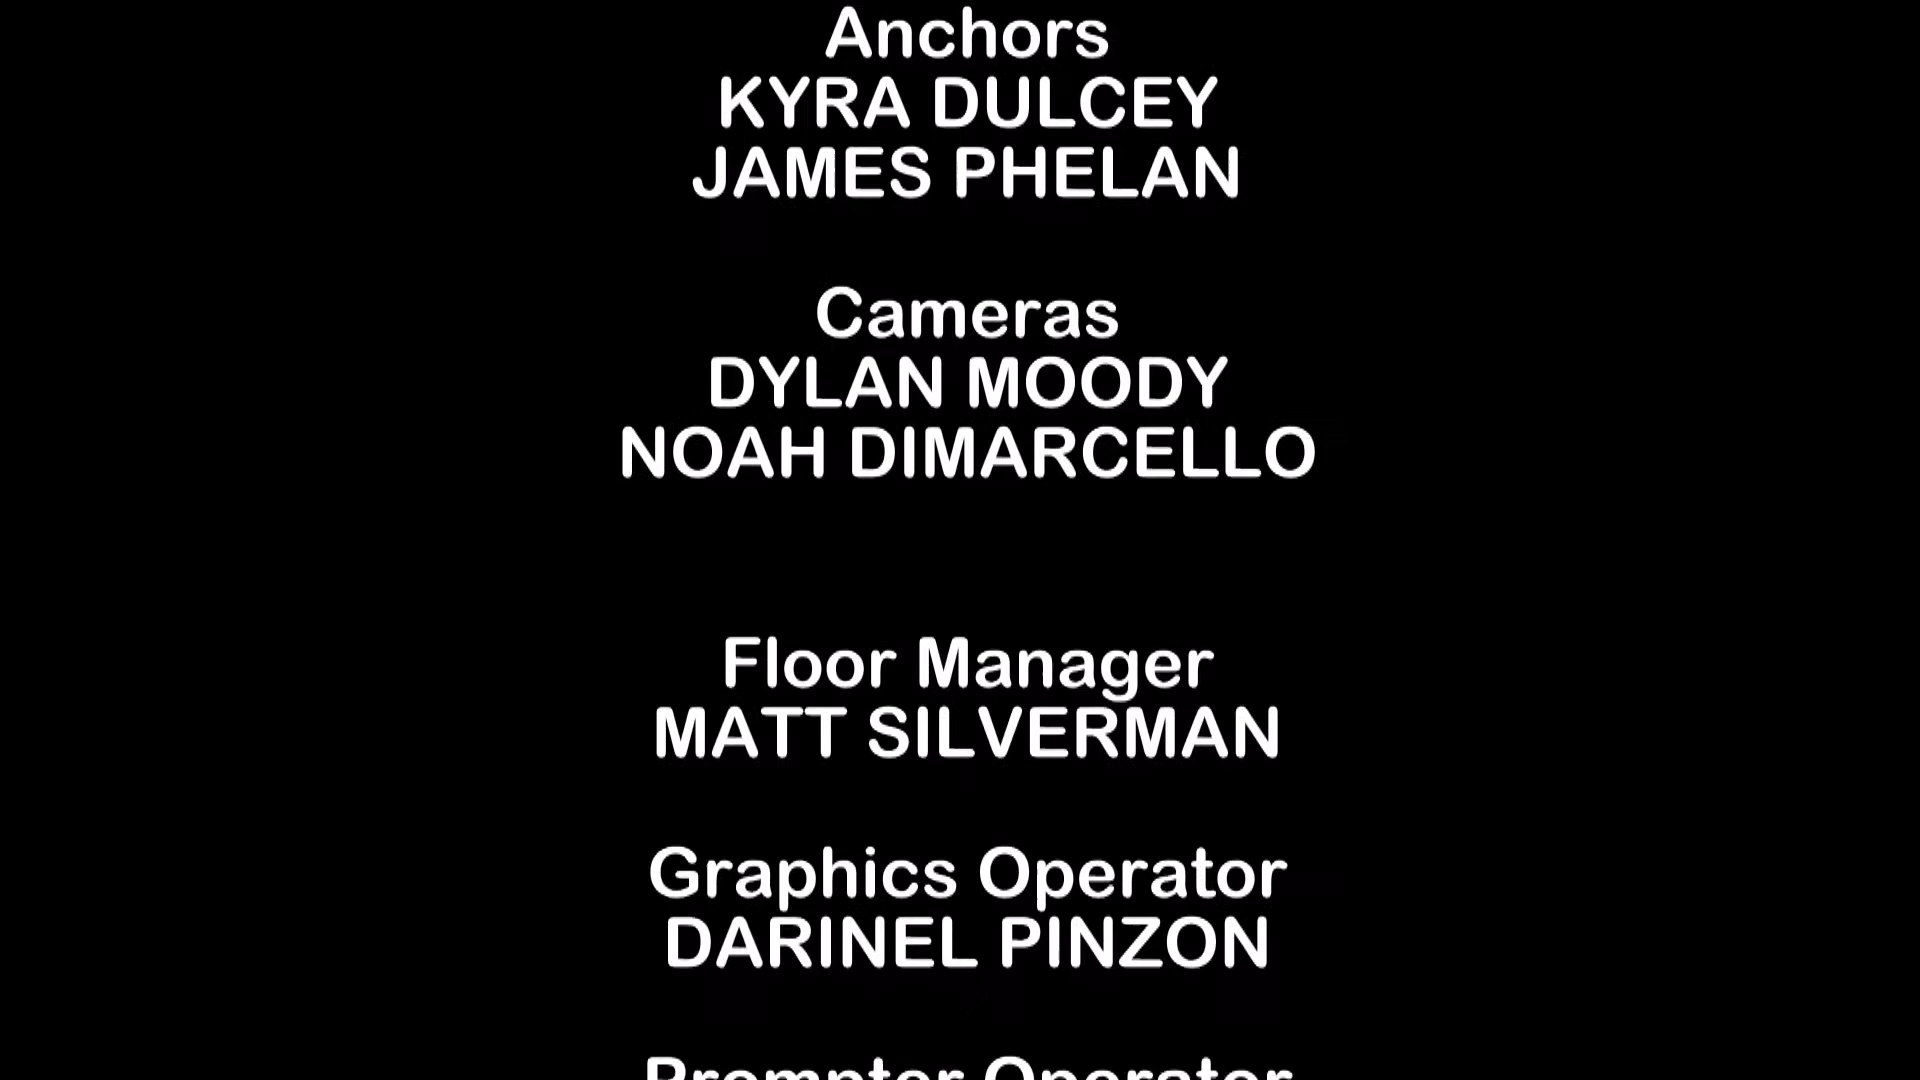 Anchors
KYRA DULCEY
JAMES PHELAN
Cameras
DYLAN MOODY
NOAH DIMARCELLO
Floor Manager
MATT SILVERMAN
Graphics Operator
DARINEL PINZON
Prompter Operator